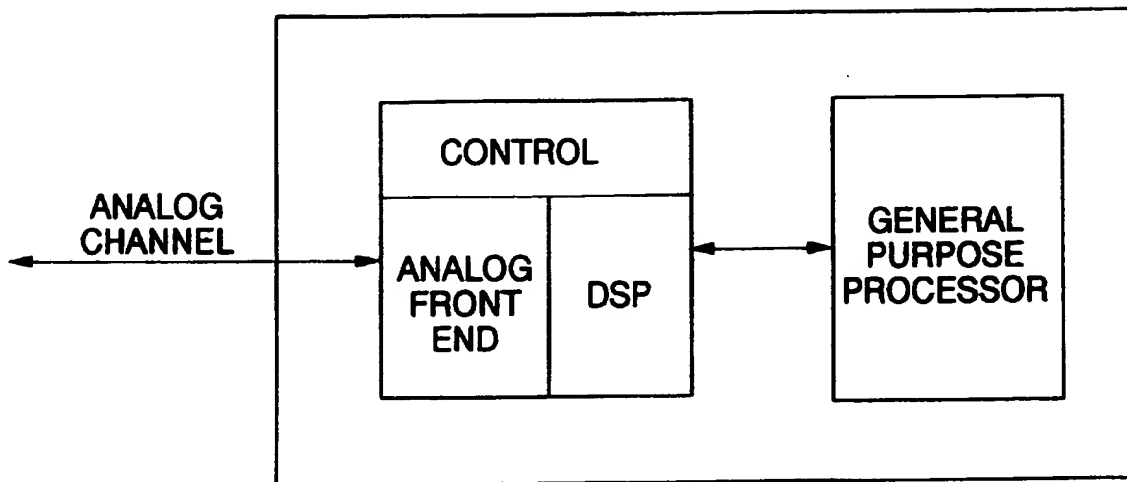 ANALOG
CHANNEL
CONTROL
ANALOG
FRONT
END
DSP
GENERAL
PURPOSE
PROCESSOR